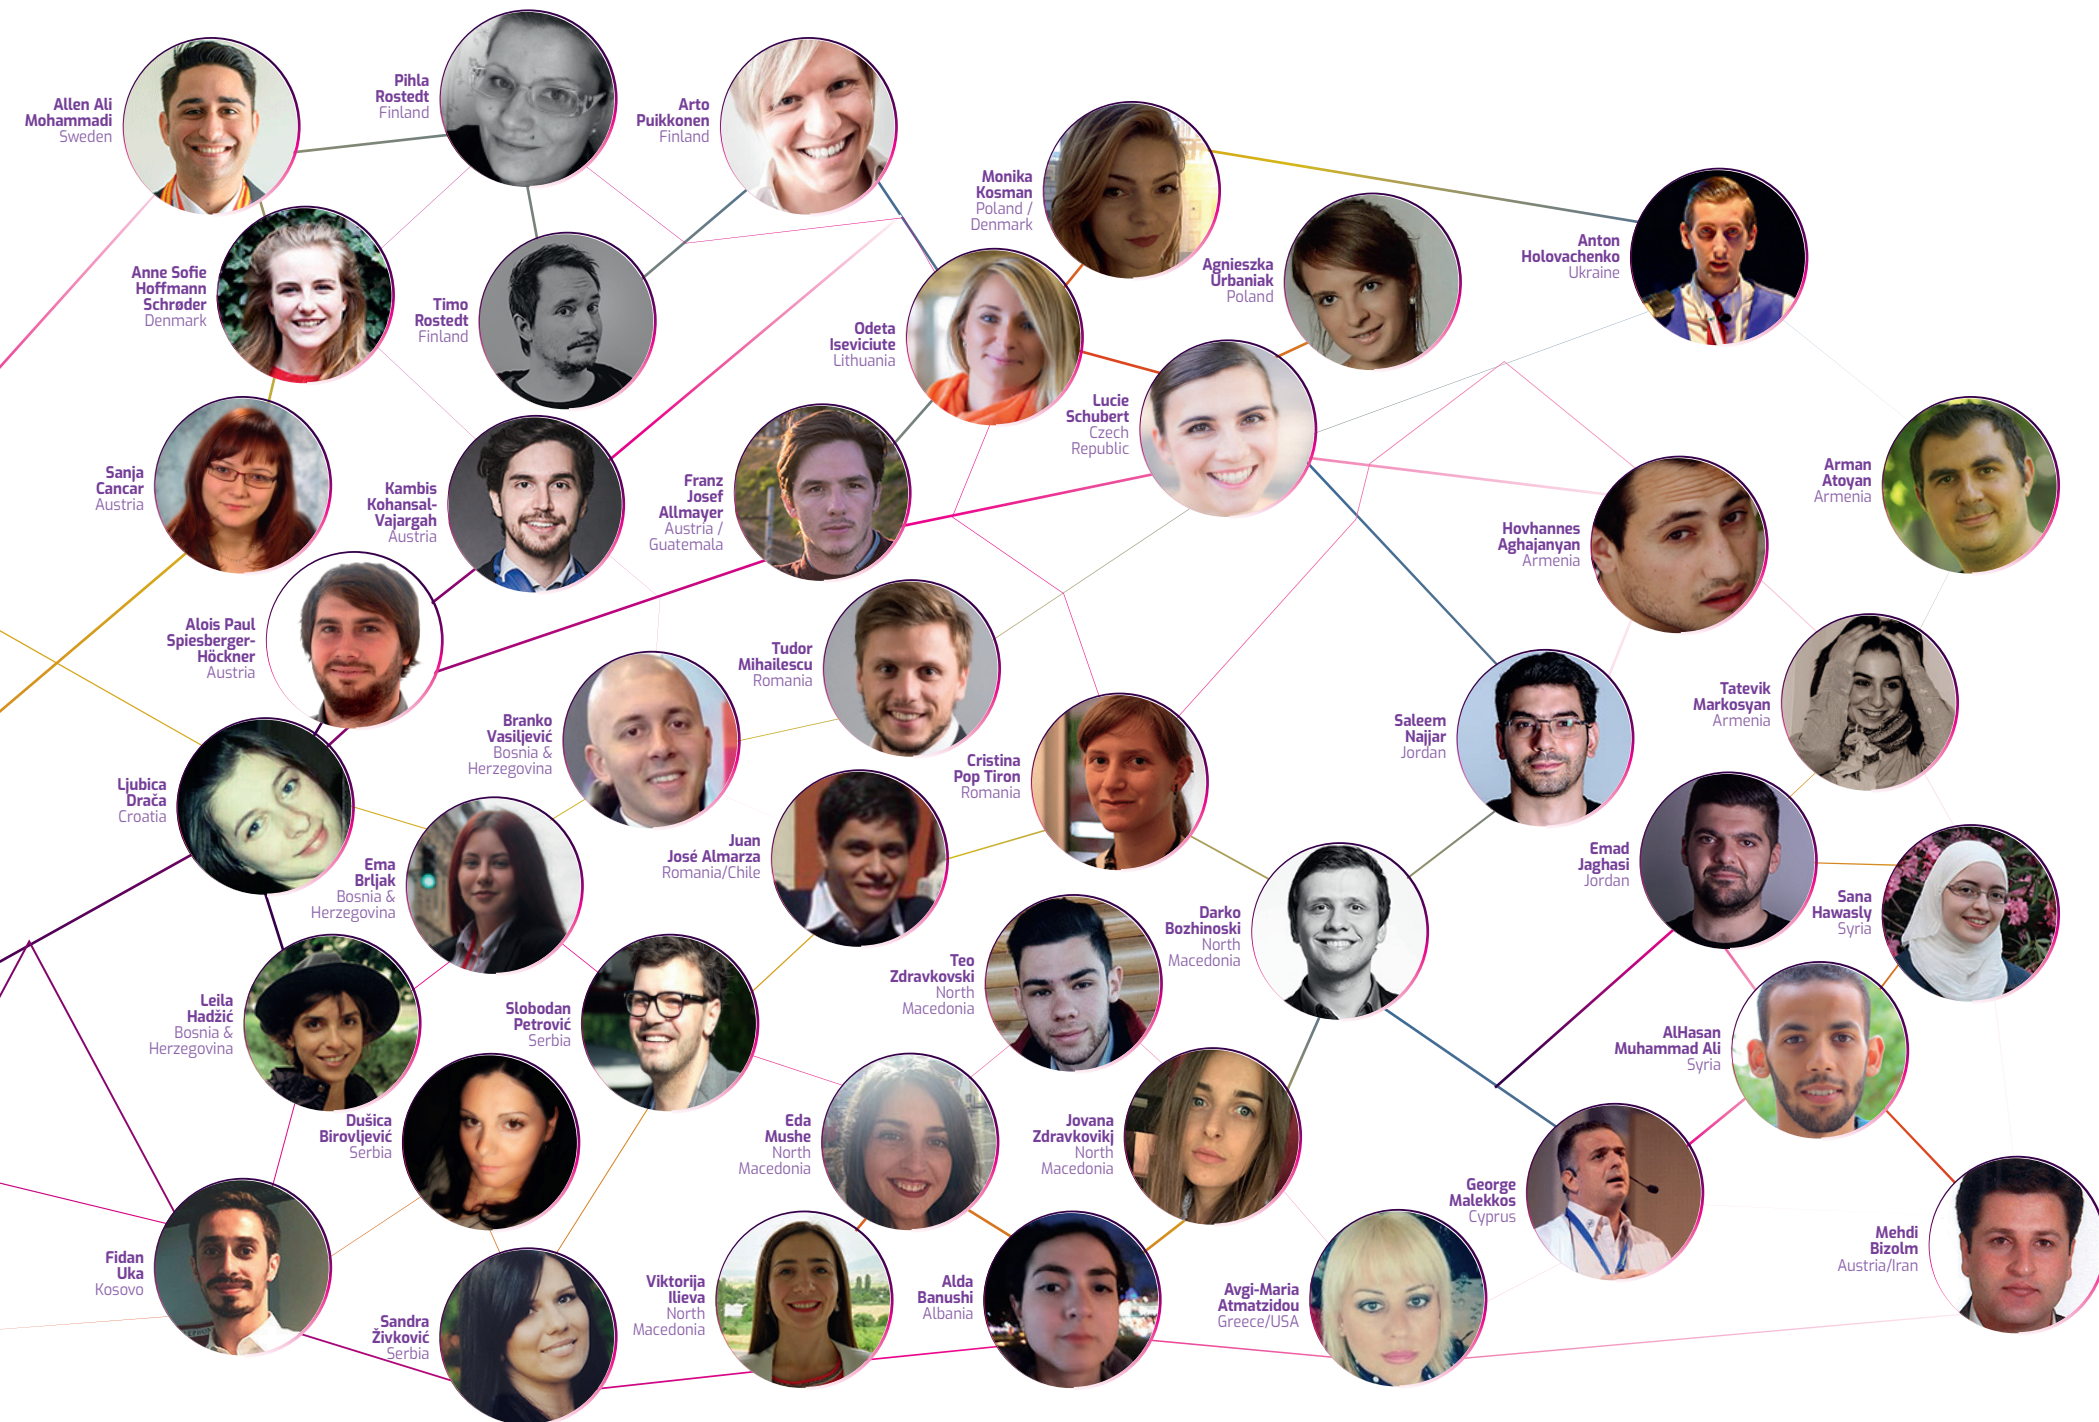 Allen Ali
Mohammadi
Sweden
Pihla
Rostedt
Finland
Arto
Puikkonen
Finland
Monika
Kosman
Poland /
Denmark
Agnieszka
Urbaniak
Poland
Anton
Holovachenko
Ukraine
Anne Sofie
Hoffmann
Schrøder
Denmark
Timo
Rostedt
Finland
Odeta
Iseviciute
Lithuania
Lucie
Schubert
Czech
Republic
Sanja
Cancar
Austria
Kambis
Kohansal-
Vajargah
Austria
Franz
Josef
Allmayer
Austria /
Guatemala
Hovhannes
Aghajanyan
Armenia
Arman
Atoyan
Armenia
Alois Paul
Spiesberger-
Höckner
Austria
Tudor
Mihailescu
Romania
Branko
Vasiljević
Bosnia &
Herzegovina
Cristina
Pop Tiron
Romania
Saleem
Najjar
Jordan
Tatevik
Markosyan
Armenia
Ljubica
Drača
Croatia
Ema
Brljak
Bosnia &
Herzegovina
Juan
José Almarza
Romania/Chile
Emad
Jaghasi
Jordan
Sana
Hawasly
Syria
Leila
Hadžić
Bosnia &
Herzegovina
Slobodan
Petrović
Serbia
Teo
Zdravkovski
North
Macedonia
Darko
Bozhinoski
North
Macedonia
AlHasan
Muhammad Ali
Syria
Dušica
Birovljević
Serbia
Eda
Mushe
North
Macedonia
Jovana
Zdravkovikj
North
Macedonia
George
Malekkos
Cyprus
Mehdi
Bizolm
Austria/Iran
Fidan
Uka
Kosovo
Sandra
Živković
Serbia
Viktorija
Ilieva
North
Macedonia
Alda
Banushi
Albania
Avgi-Maria
Atmatzidou
Greece/USA